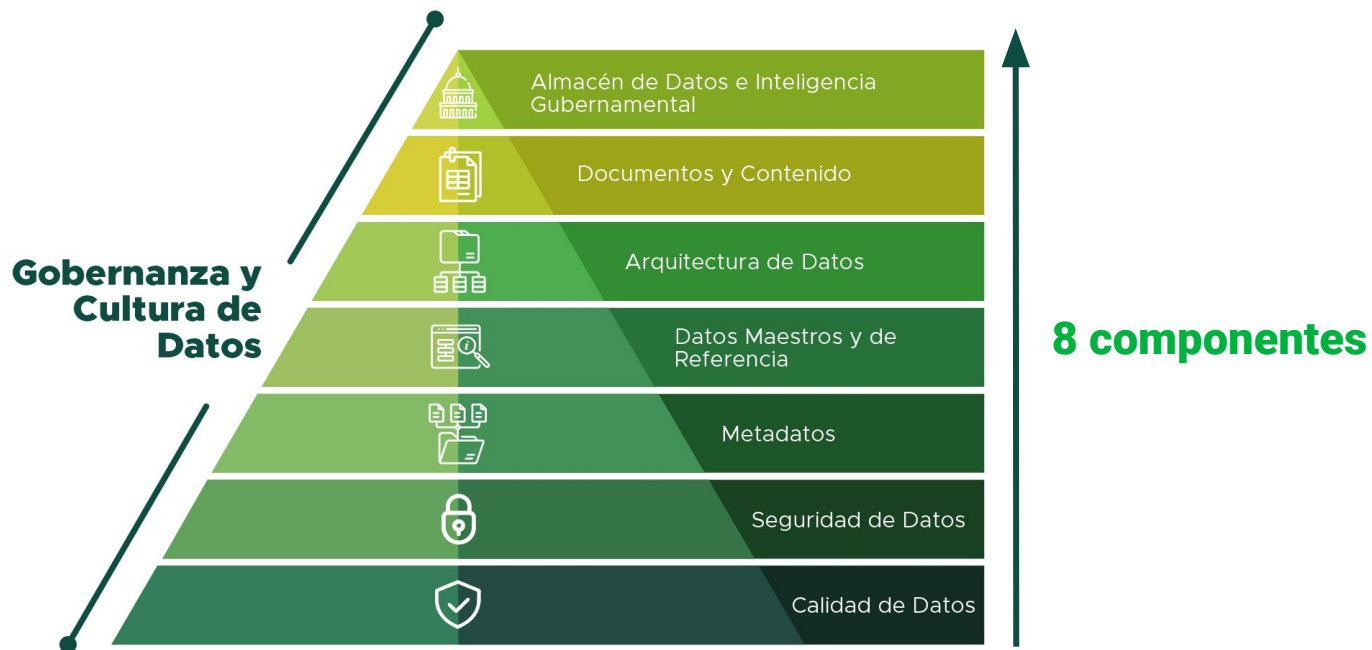 Almacén de Datos e Inteligencia
Gubernamental
Documentos y Contenido
Arquitectura de Datos
Gobernanza y
Cultura de
Datos
Datos Maestros y de
Referencia
8 componentes
Metadatos
Seguridad de Datos
Calidad de Datos